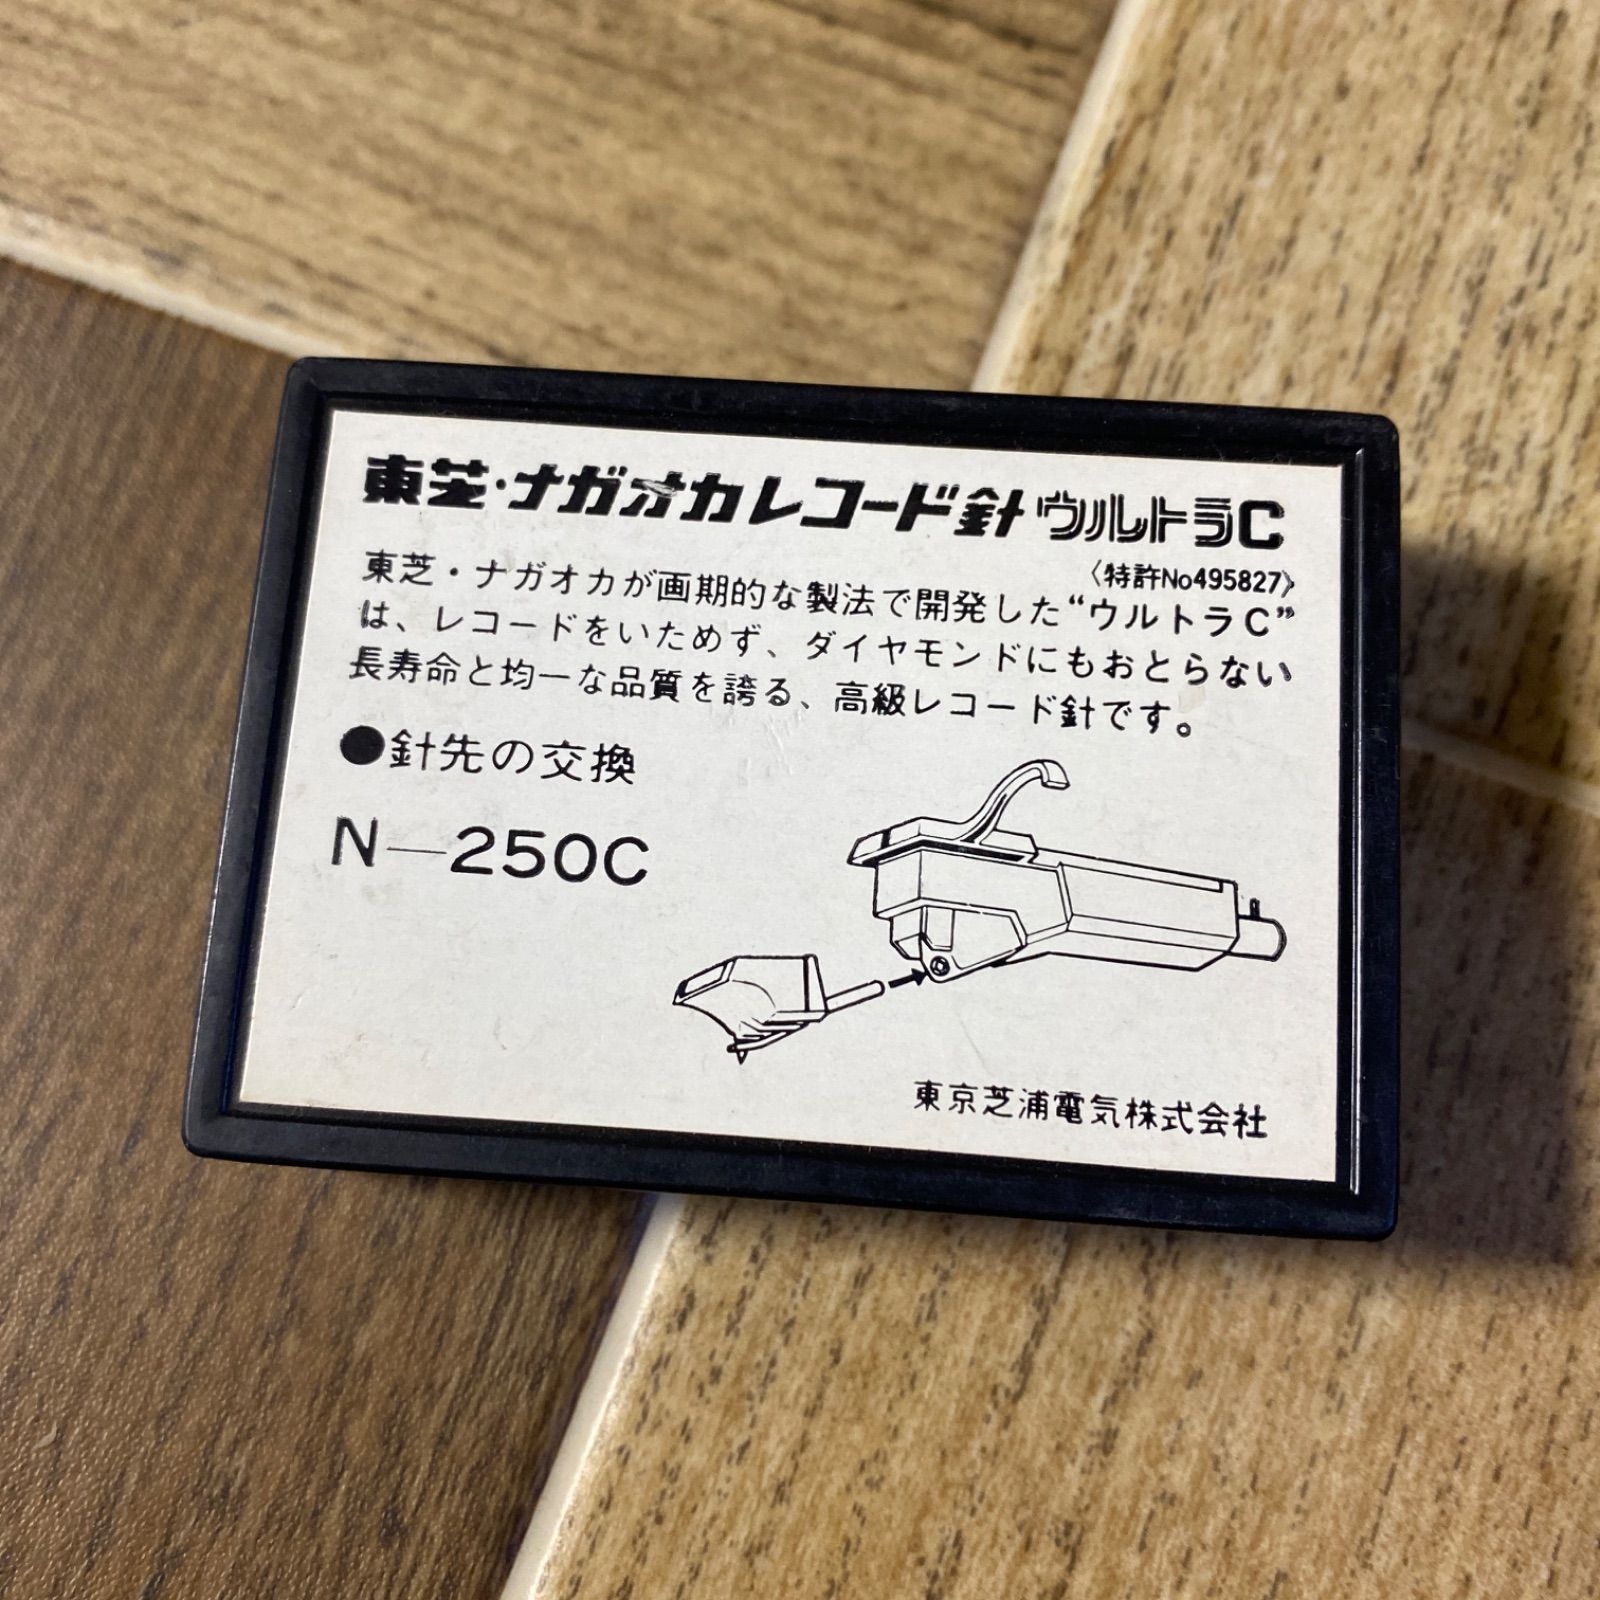 東芝・ナガオカレコード針 ウルトラC
〈特許No495827〉
東芝・ナガオカが画期的な製法で開発した“ウルトラC”
は、レコードをいためず、ダイヤモンドにもおとらない
長寿命と均一な品質を誇る、高級レコード針です。
●針先の交換
N—250C
東京芝浦電気株式会社